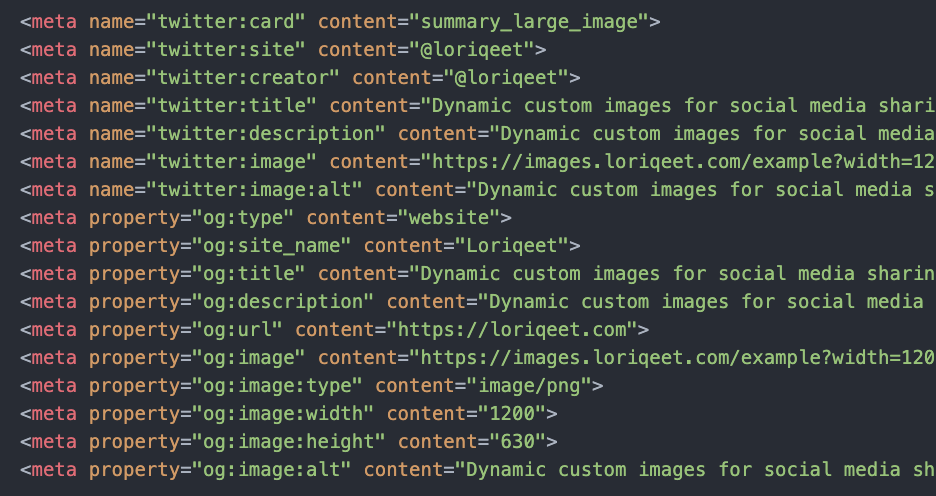 <meta name="twitter:card" content="summary_large_image">
<meta name="twitter:site" content="@loriqeet">
<meta name="twitter:creator" content="@loriqeet">
<meta name="twitter:title" content="Dynamic custom images for social media shari
<meta name="twitter:description" content="Dynamic custom images for social media
<meta name="twitter:image" content="https://images.loriqeet.com/example?width=12
<meta name="twitter:image:alt" content="Dynamic custom images for social media s
<meta property="og:type" content="website">
<meta property="og:site_name" content="Loriqeet">
<meta property="og:title" content="Dynamic custom images for social media sharin
<meta property="og:description" content="Dynamic custom images for social media
<meta property="og:url" content="https://loriqeet.com">
<meta property="og:image" content="https://images.loriqeet.com/example?width=120
<meta property="og:image:type" content="image/png">
<meta property="og:image:width" content="1200">
<meta property="og:image:height" content="630">
<meta property="og:image:alt" content="Dynamic custom images for social media sh